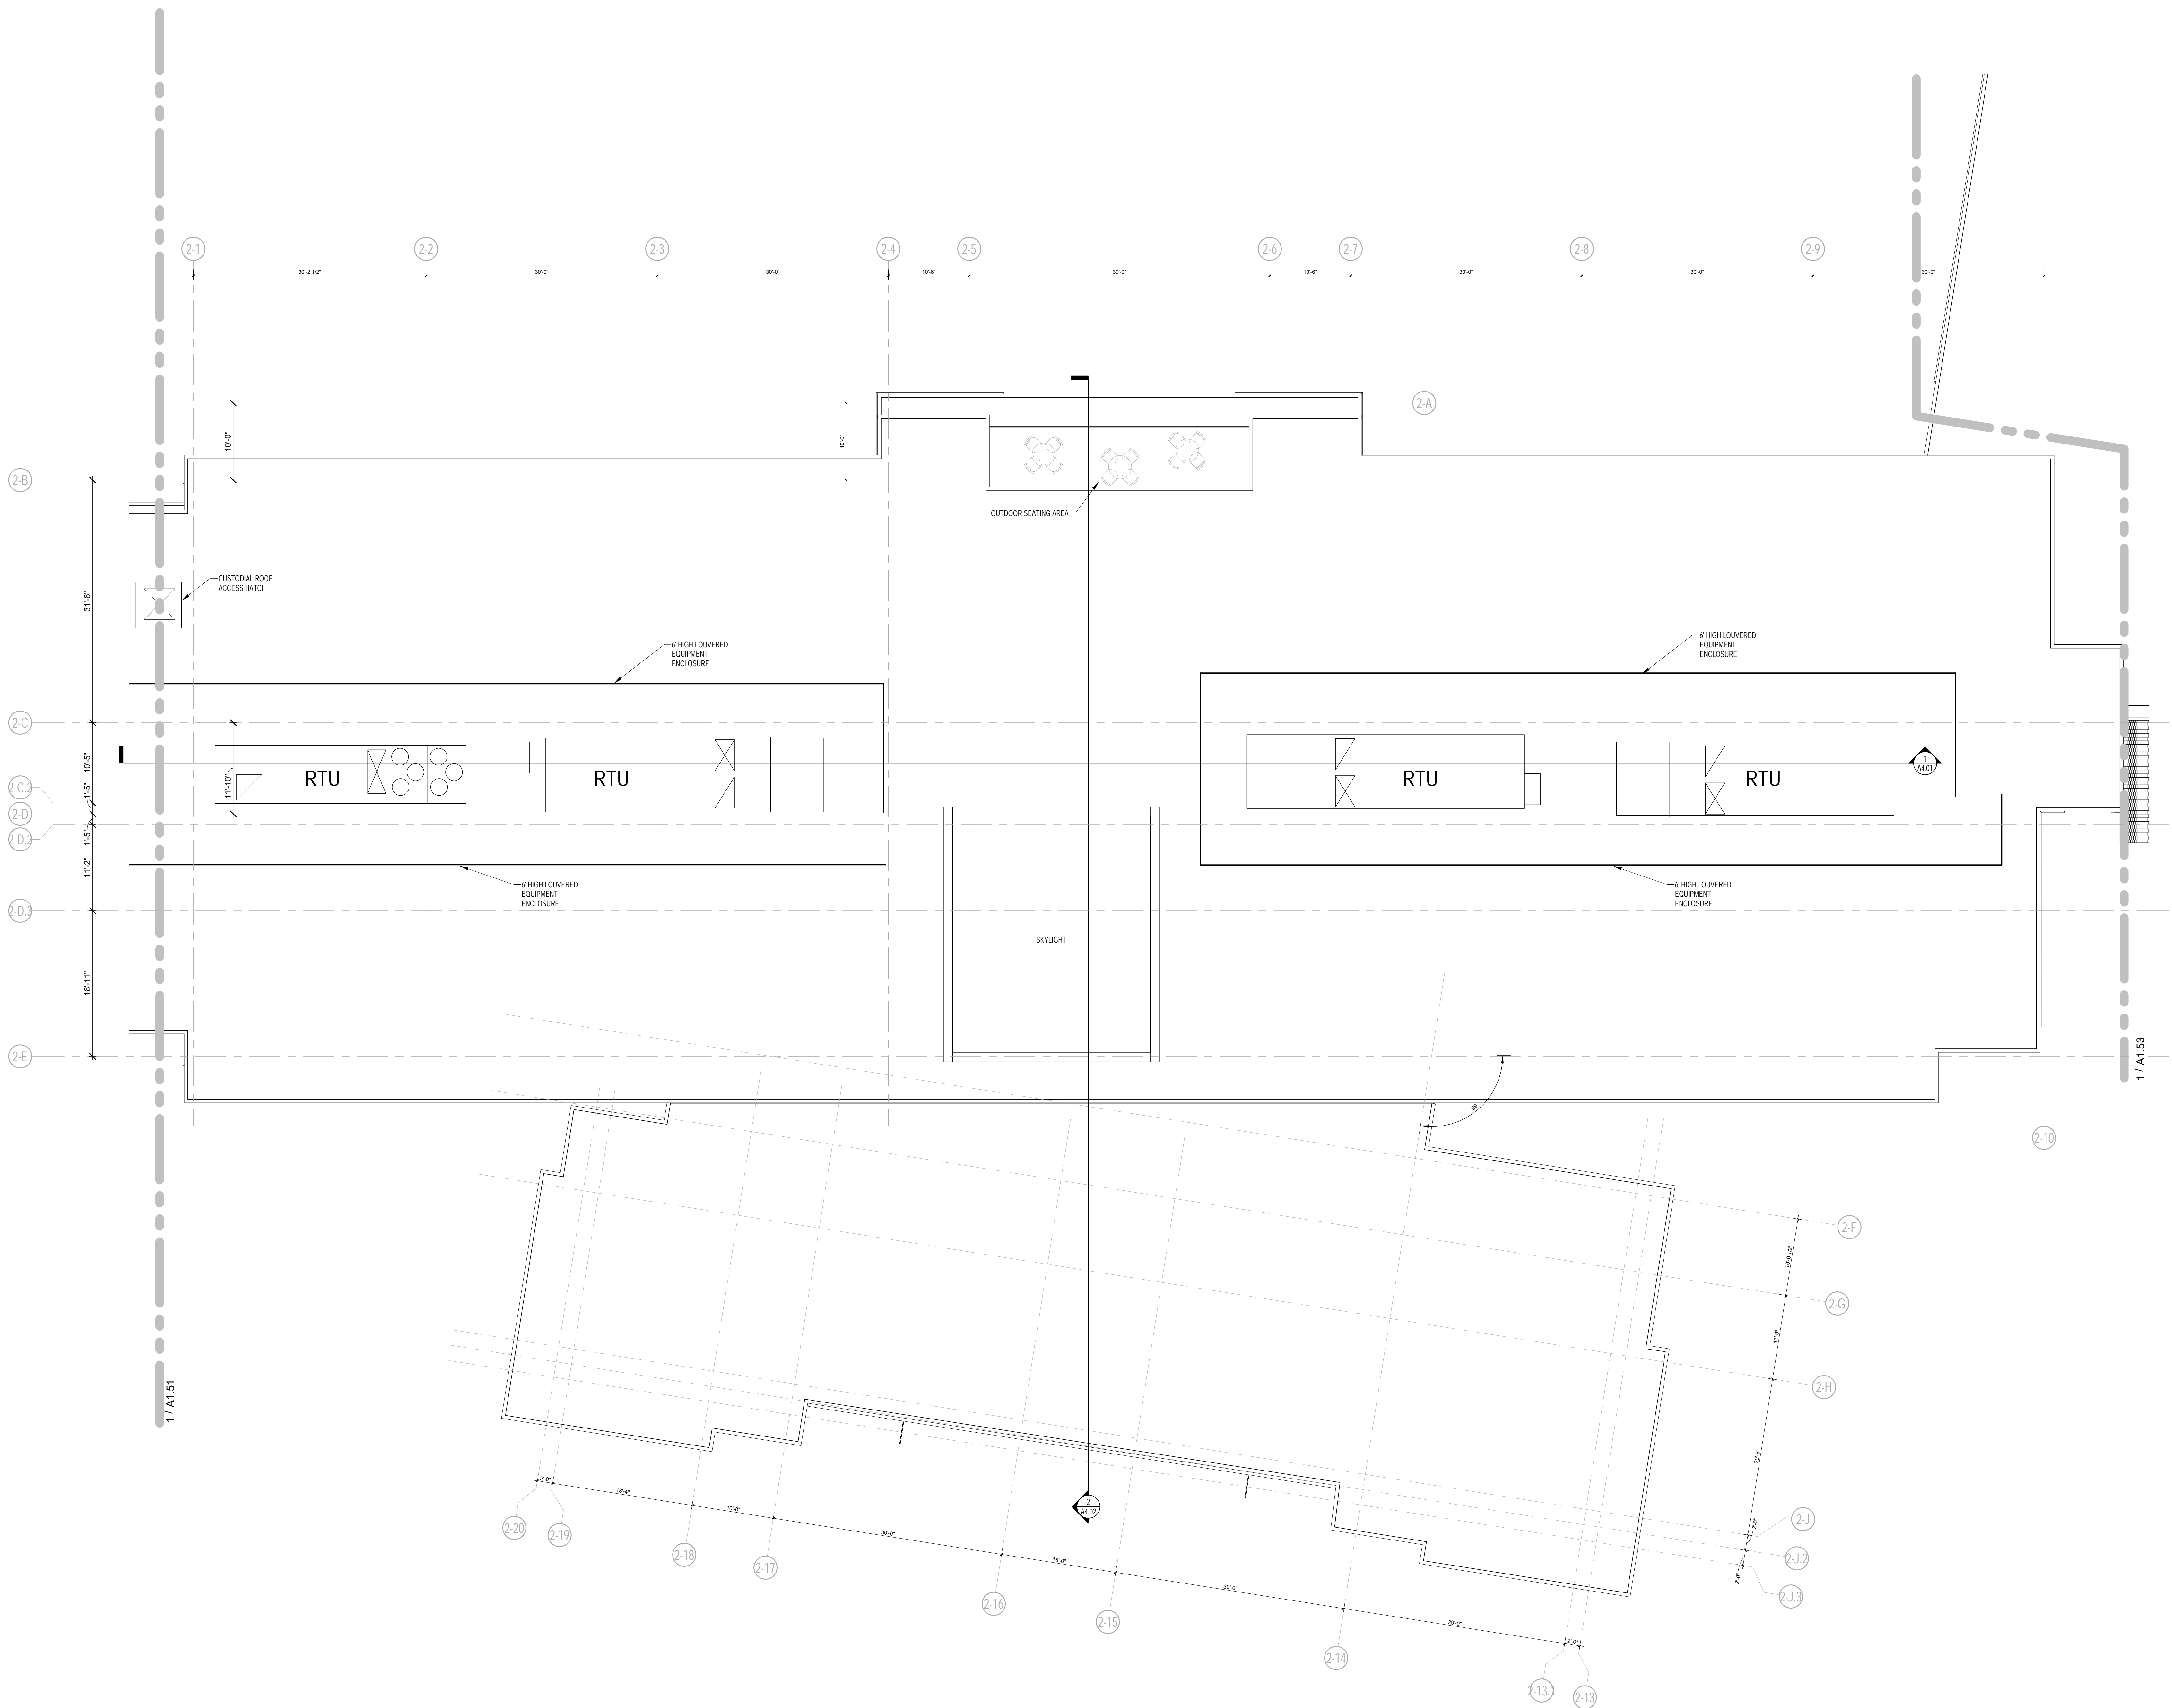 2-1
2-2
2-3
2-4
2-5
2-6
2-7
2-8
2-9
30'-2 1/2"
30'-0"
30'-0"
10'-6"
39'-0"
10'-6"
30'-0"
30'-0"
30'-0"
2-A
10'-0"
10'-0"
2-B
OUTDOOR SEATING AREA
CUSTODIAL ROOF
ACCESS HATCH
31'-6"
6' HIGH LOUVERED
EQUIPMENT
ENCLOSURE
6' HIGH LOUVERED
EQUIPMENT
ENCLOSURE
2-C
10'-5"
11'-10"
RTU
RTU
RTU
RTU
1
A4.01
2-C.2
1'-5"
2-D
2-D.2
1'-5"
11'-2"
6' HIGH LOUVERED
EQUIPMENT
ENCLOSURE
6' HIGH LOUVERED
EQUIPMENT
ENCLOSURE
2-D.3
SKYLIGHT
18'-11"
2-E
1 / A1.53
99°
2-10
2-F
10'-0 1/2"
2-G
11'-0"
2-H
1 / A1.51
20'-6"
2'-0"
2-J
2-J.2
2'-0"
2-J.3
2
A4.02
2'-0"
18'-4"
10'-8"
30'-0"
15'-0"
30'-0"
29'-0"
2'-0"
2-20
2-19
2-18
2-17
2-16
2-15
2-14
2-13.1
2-13